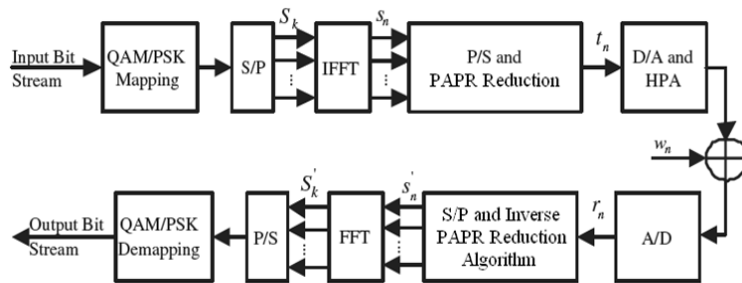 Input Bit
Stream
QAM/PSK
Mapping
S/P
S_k
IFFT
s_n
P/S and
PAPR Reduction
t_n
D/A and
HPA
w_n
Output Bit
Stream
QAM/PSK
Demapping
P/S
S'_k
FFT
s'_n
S/P and Inverse
PAPR Reduction
Algorithm
r_n
A/D